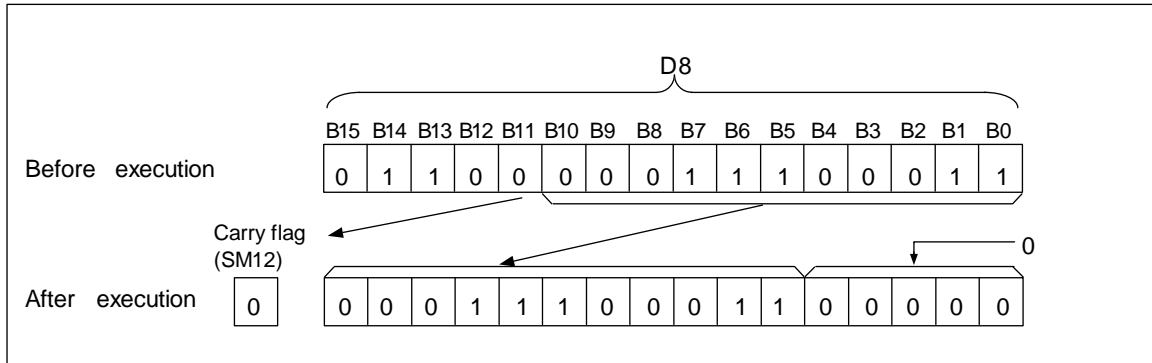 D8
B15 B14 B13 B12 B11 B10 B9 B8 B7 B6 B5 B4 B3 B2 B1 B0
Before execution 0 1 1 0 0 0 0 0 1 1 1 0 0 0 1 1
Carry flag
(SM12)
0
After execution 0 0 0 0 1 1 1 0 0 0 1 1 0 0 0 0 0